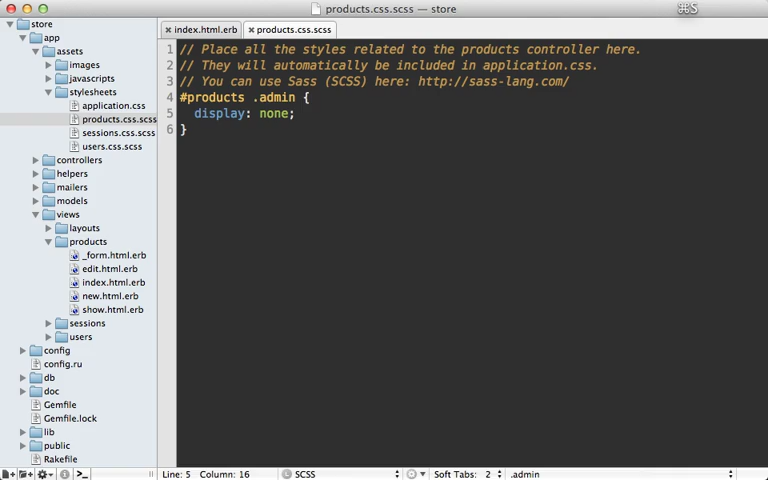 products.css.scss — store
⌘S
store
app
assets
images
javascripts
stylesheets
application.css
products.css.scss
sessions.css.scss
users.css.scss
controllers
helpers
mailers
models
views
layouts
products
_form.html.erb
edit.html.erb
index.html.erb
new.html.erb
show.html.erb
sessions
users
config
config.ru
db
doc
Gemfile
Gemfile.lock
lib
public
Rakefile
index.html.erb
products.css.scss
1 // Place all the styles related to the products controller here.
2 // They will automatically be included in application.css.
3 // You can use Sass (SCSS) here: http://sass-lang.com/
4 #products .admin {
5 display: none;
6 }
Line: 5 Column: 16
SCSS
Soft Tabs: 2
.admin